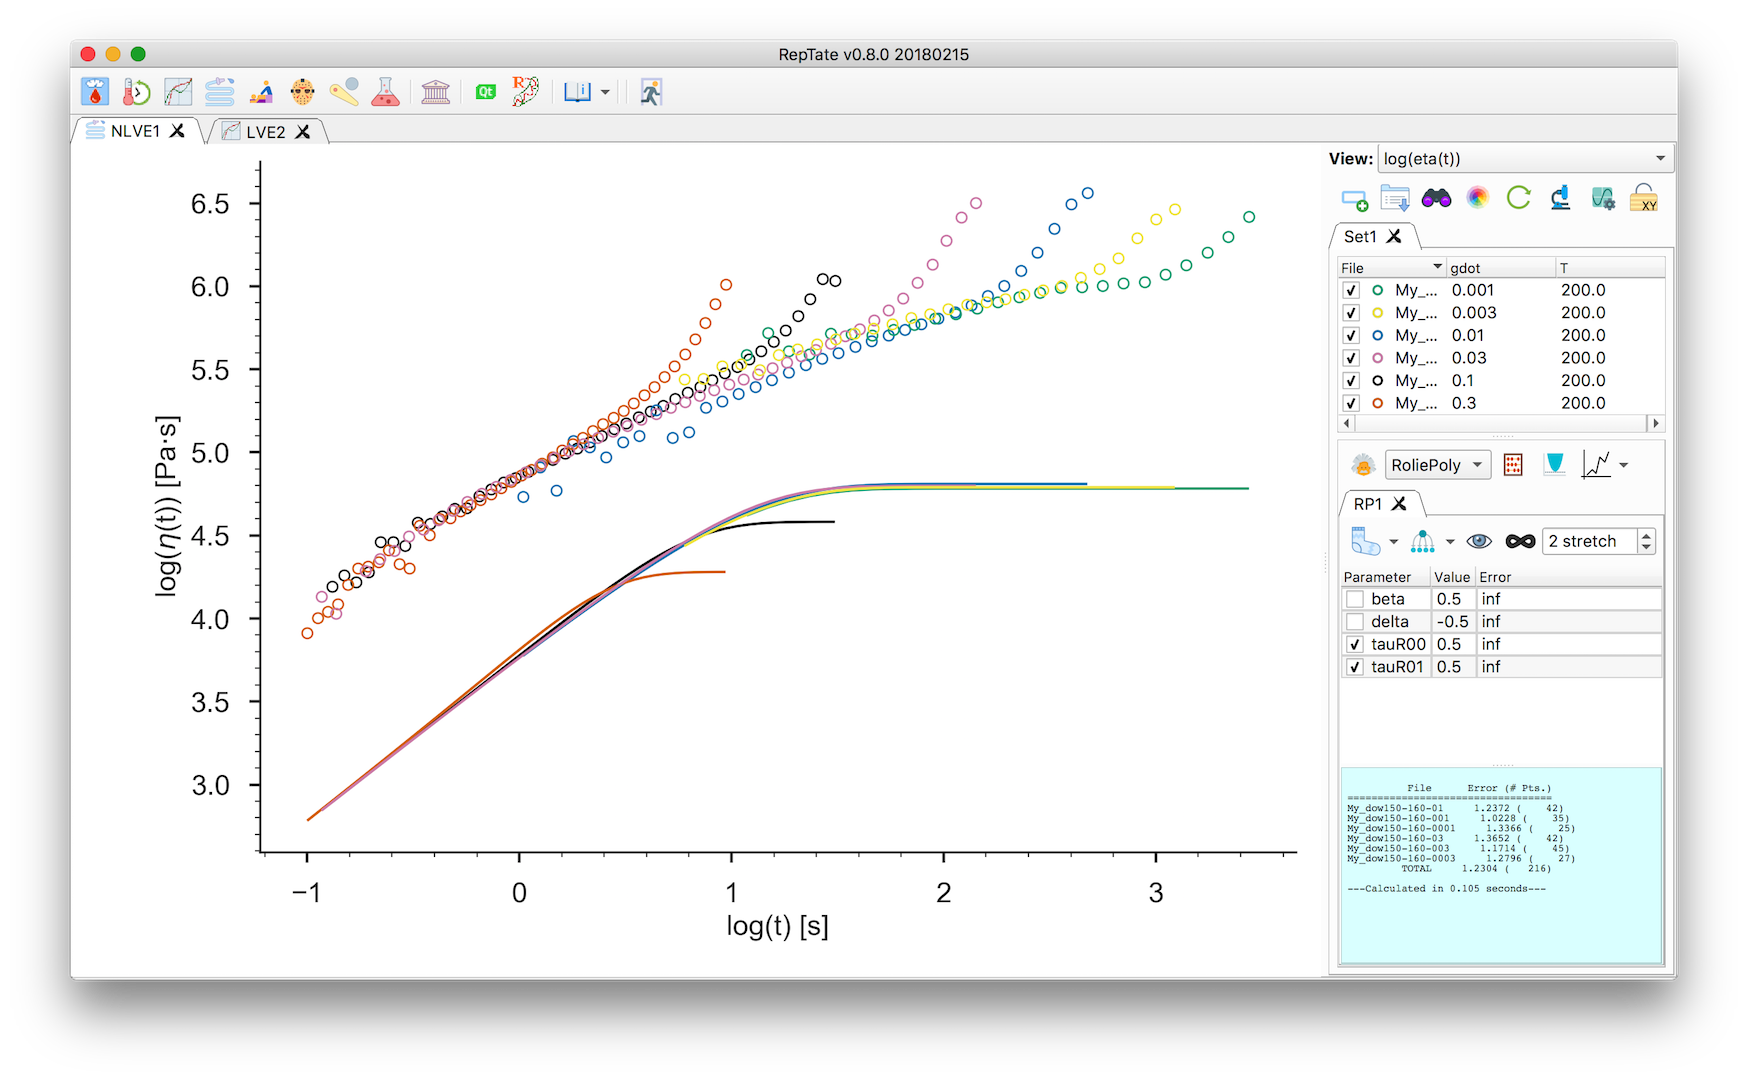 RepTate v0.8.0 20180215
Qt
R
NLVE1
LVE2
View: log(eta(t))
XY
Set1
File gdot T
My_... 0.001 200.0
My_... 0.003 200.0
My_... 0.01 200.0
My_... 0.03 200.0
My_... 0.1 200.0
My_... 0.3 200.0
RoliePoly
RP1
2 stretch
Parameter Value Error
beta 0.5 inf
delta -0.5 inf
tauR00 0.5 inf
tauR01 0.5 inf
File Error (# Pts.)
==================================
My_dow150-160-01 1.2372 ( 42)
My_dow150-160-001 1.0228 ( 35)
My_dow150-160-0001 1.3366 ( 25)
My_dow150-160-03 1.3652 ( 42)
My_dow150-160-003 1.1714 ( 45)
My_dow150-160-0003 1.2796 ( 27)
TOTAL 1.2304 ( 216)
---Calculated in 0.105 seconds---
log(η(t)) [Pa·s]
6.5
6.0
5.5
5.0
4.5
4.0
3.5
3.0
−1 0 1 2 3
log(t) [s]